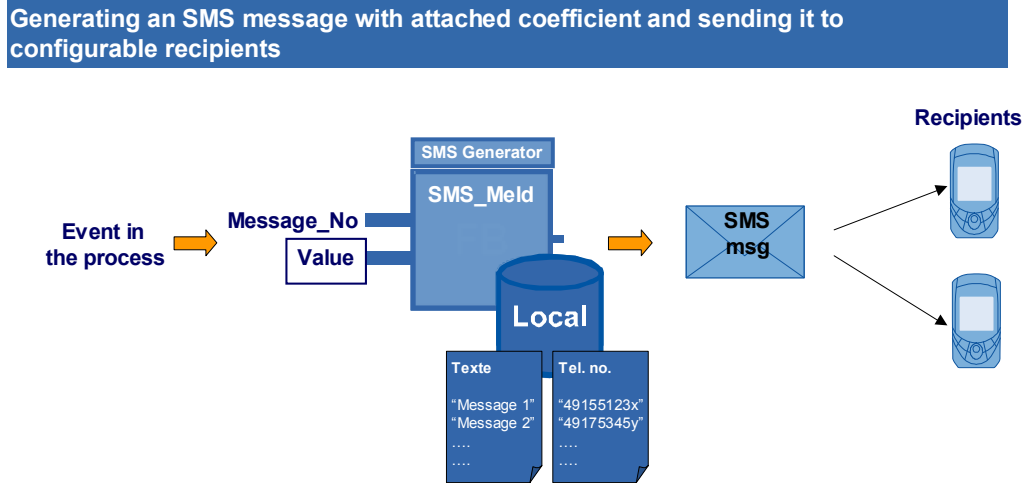 Generating an SMS message with attached coefficient and sending it to
configurable recipients
Recipients
SMS Generator
SMS_Meld
Message_No
Value
Event in
the process
SMS
msg
Local
Texte
“Message 1”
“Message 2”
....
....
Tel. no.
“49155123x”
“49175345y”
....
....